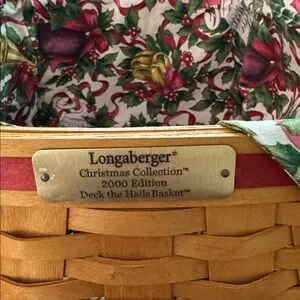 Longaberger®
Christmas Collection™
2000 Edition
Deck the Halls Basket™